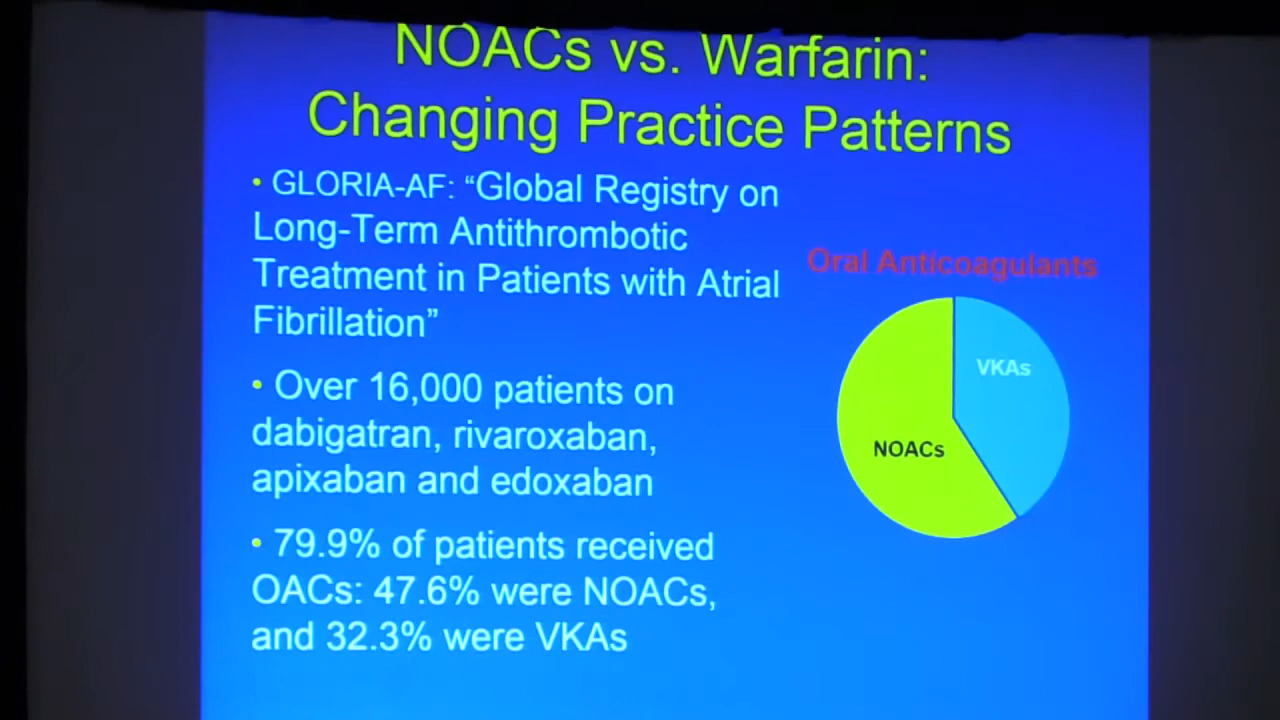 NOACs vs. Warfarin:
Changing Practice Patterns
• GLORIA-AF: “Global Registry on
Long-Term Antithrombotic
Treatment in Patients with Atrial
Fibrillation”
• Over 16,000 patients on
dabigatran, rivaroxaban,
apixaban and edoxaban
• 79.9% of patients received
OACs: 47.6% were NOACs,
and 32.3% were VKAs
Oral Anticoagulants
VKAs
NOACs